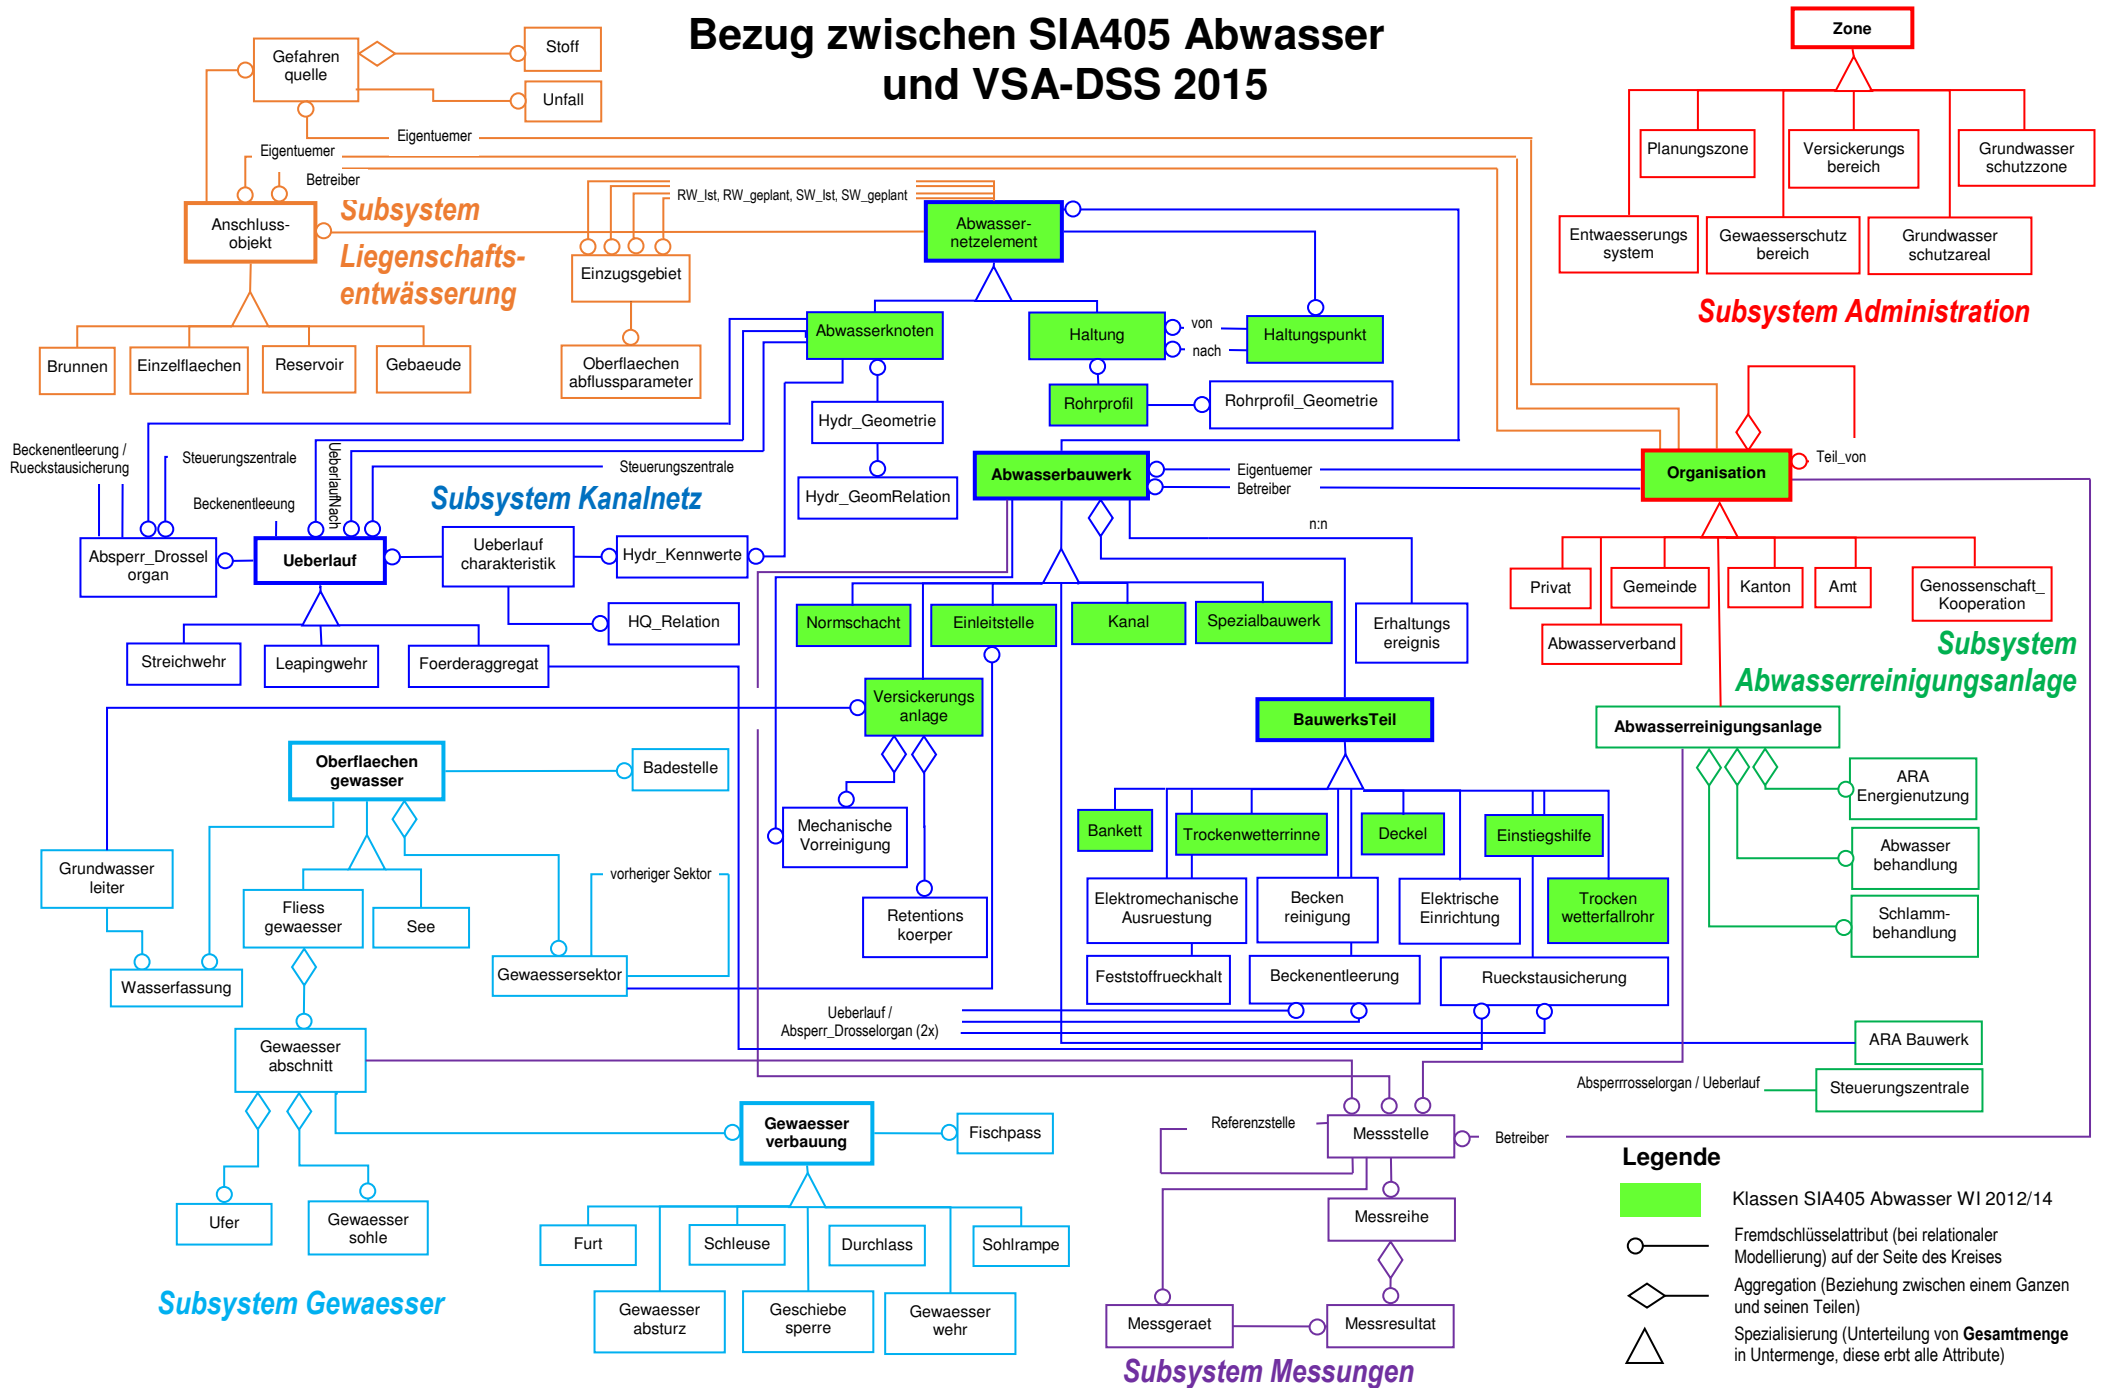 Bezug zwischen SIA405 Abwasser
und VSA-DSS 2015
Gefahren
quelle
Stoff
Unfall
Eigentuemer
Eigentuemer
Betreiber
Anschluss-
objekt
Subsystem
Liegenschafts-
entwässerung
Brunnen
Einzelflaechen
Reservoir
Gebaeude
RW_Ist, RW_geplant, SW_Ist, SW_geplant
Einzugsgebiet
Oberflaechen
abflussparameter
Zone
Planungszone
Versickerungs
bereich
Grundwasser
schutzzone
Entwaesserungs
system
Gewaesserschutz
bereich
Grundwasser
schutzareal
Subsystem Administration
Abwasser-
netzelement
Abwasserknoten
Haltung
von
nach
Haltungspunkt
Rohrprofil
Rohrprofil_Geometrie
Hydr_Geometrie
Hydr_GeomRelation
Beckenentleerung /
Rueckstausicherung
Steuerungszentrale
Beckenentleeung
UeberlaufNach
Steuerungszentrale
Subsystem Kanalnetz
Absperr_Drossel
organ
Ueberlauf
Ueberlauf
charakteristik
Hydr_Kennwerte
HQ_Relation
Streichwehr
Leapingwehr
Foerderaggregat
Abwasserbauwerk
Eigentuemer
Betreiber
n:n
Organisation
Teil_von
Privat
Gemeinde
Kanton
Amt
Genossenschaft_
Kooperation
Abwasserverband
Normschacht
Einleitstelle
Kanal
Spezialbauwerk
Erhaltungs
ereignis
Versickerungs
anlage
Mechanische
Vorreinigung
Retentions
koerper
BauwerksTeil
Bankett
Trockenwetterrinne
Deckel
Einstiegshilfe
Elektromechanische
Ausruestung
Becken
reinigung
Elektrische
Einrichtung
Trocken
wetterfallrohr
Feststoffrueckhalt
Beckenentleerung
Rueckstausicherung
Ueberlauf /
Absperr_Drosselorgan (2x)
Subsystem
Abwasserreinigungsanlage
Abwasserreinigungsanlage
ARA
Energienutzung
Abwasser
behandlung
Schlamm-
behandlung
ARA Bauwerk
Absperrrosselorgan / Ueberlauf
Steuerungszentrale
Oberflaechen
gewasser
Badestelle
Grundwasser
leiter
Fliess
gewaesser
See
vorheriger Sektor
Wasserfassung
Gewaessersektor
Gewaesser
abschnitt
Ufer
Gewaesser
sohle
Subsystem Gewaesser
Gewaesser
verbauung
Fischpass
Furt
Schleuse
Durchlass
Sohlrampe
Gewaesser
absturz
Geschiebe
sperre
Gewaesser
wehr
Referenzstelle
Messstelle
Betreiber
Messreihe
Messgeraet
Messresultat
Subsystem Messungen
Legende
Klassen SIA405 Abwasser WI 2012/14
Fremdschlüsselattribut (bei relationaler
Modellierung) auf der Seite des Kreises
Aggregation (Beziehung zwischen einem Ganzen
und seinen Teilen)
Spezialisierung (Unterteilung von Gesamtmenge
in Untermenge, diese erbt alle Attribute)